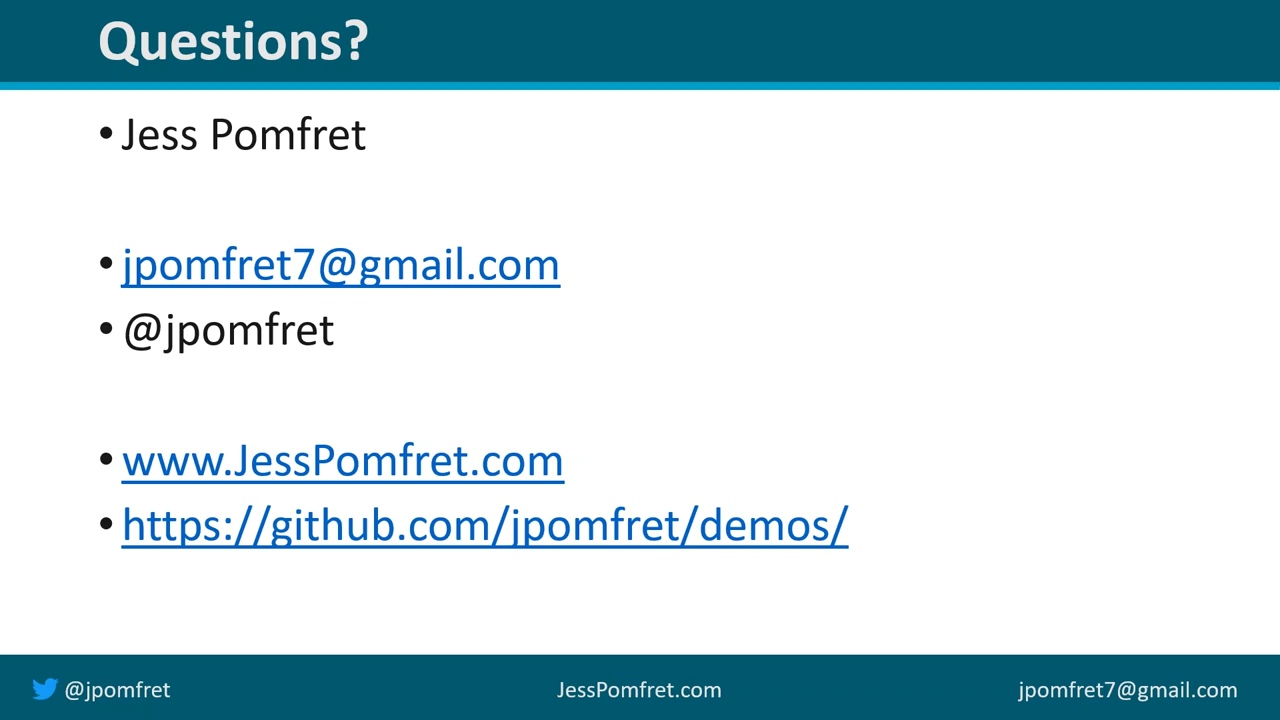 Questions?
• Jess Pomfret
• jpomfret7@gmail.com
• @jpomfret
• www.JessPomfret.com
• https://github.com/jpomfret/demos/
@jpomfret JessPomfret.com jpomfret7@gmail.com